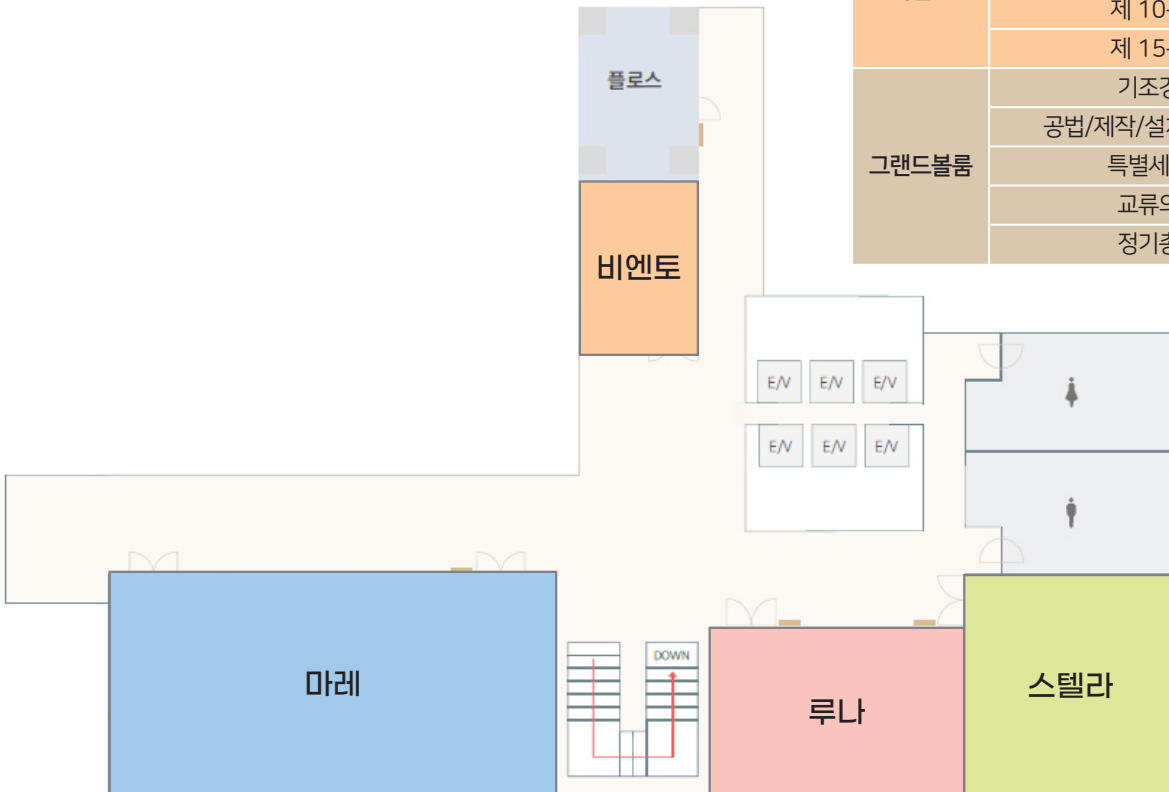 제 10
제 15
기조
공법/제작/설
그랜드볼룸
특별세
교류
정기
플로스
비엔토
E/V E/V E/V
E/V E/V E/V
마레
DOWN
루나
스텔라